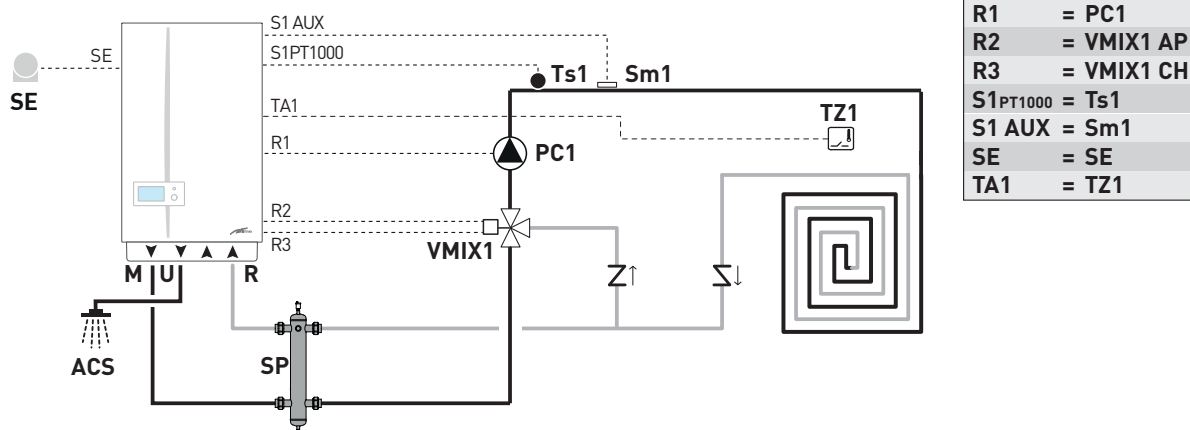 S1 AUX
S1PT1000
SE
SE
Ts1
Sm1
TA1
TZ1
R1
PC1
R2
R3
VMIX1
M U R
ACS
SP
R1 = PC1
R2 = VMIX1 AP
R3 = VMIX1 CH
S1PT1000 = Ts1
S1 AUX = Sm1
SE = SE
TA1 = TZ1